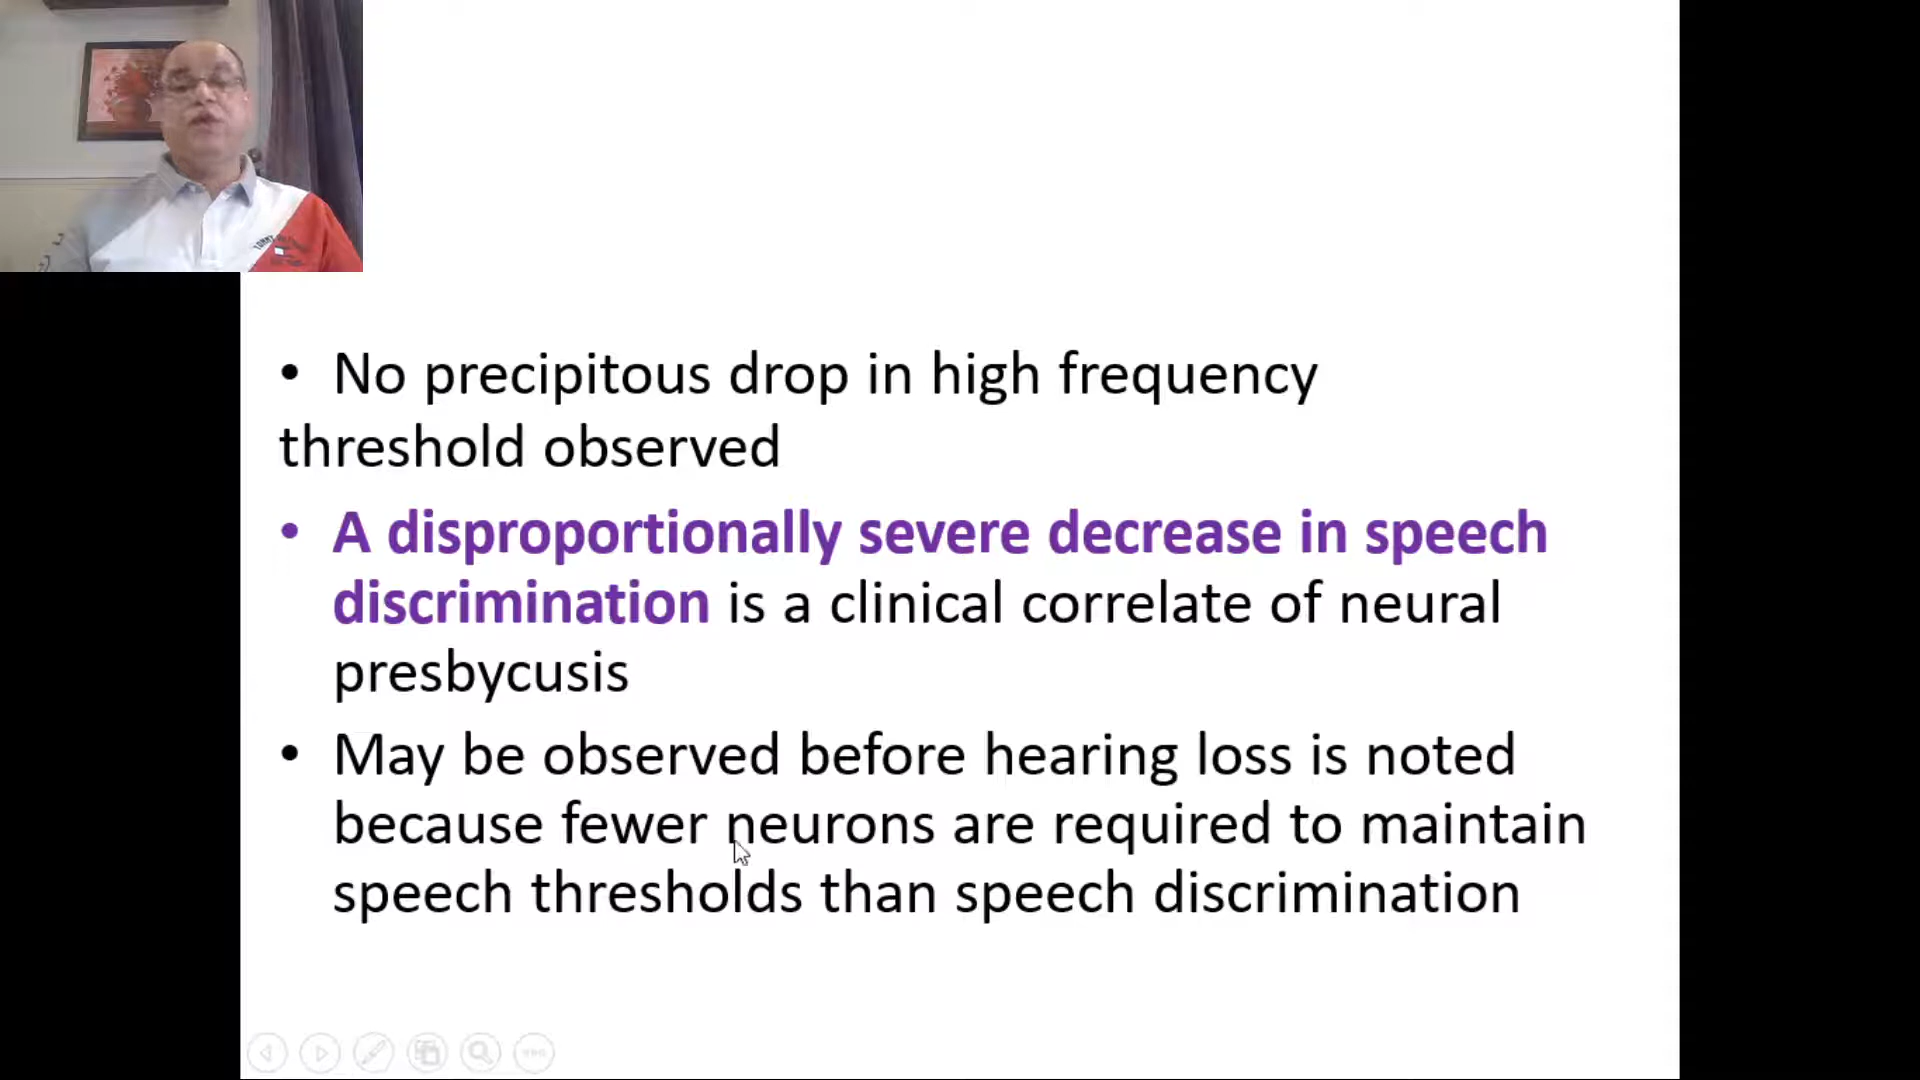 • No precipitous drop in high frequency
threshold observed
• A disproportionally severe decrease in speech
discrimination is a clinical correlate of neural
presbycusis
• May be observed before hearing loss is noted
because fewer neurons are required to maintain
speech thresholds than speech discrimination